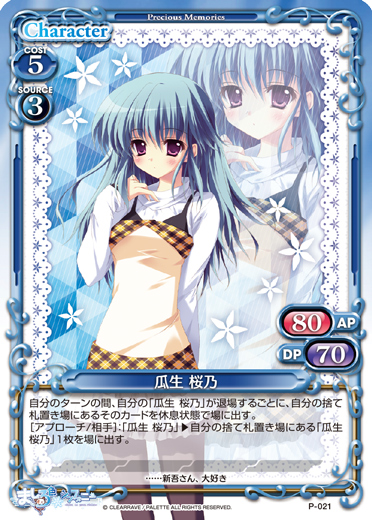 Precious Memories
Character
COST
5
SOURCE
3
80 AP
DP 70
瓜生 桜乃
自分のターンの間、自分の「瓜生 桜乃」が退場するごとに、自分の捨て
札置き場にあるそのカードを休息状態で場に出す。
[アプローチ/相手]:「瓜生 桜乃」▶自分の捨て札置き場にある「瓜生
桜乃」1枚を場に出す。
……新吾さん、大好き
© CLEARRAVE / PALETTE ALL RIGHTS RESERVED.
P-021